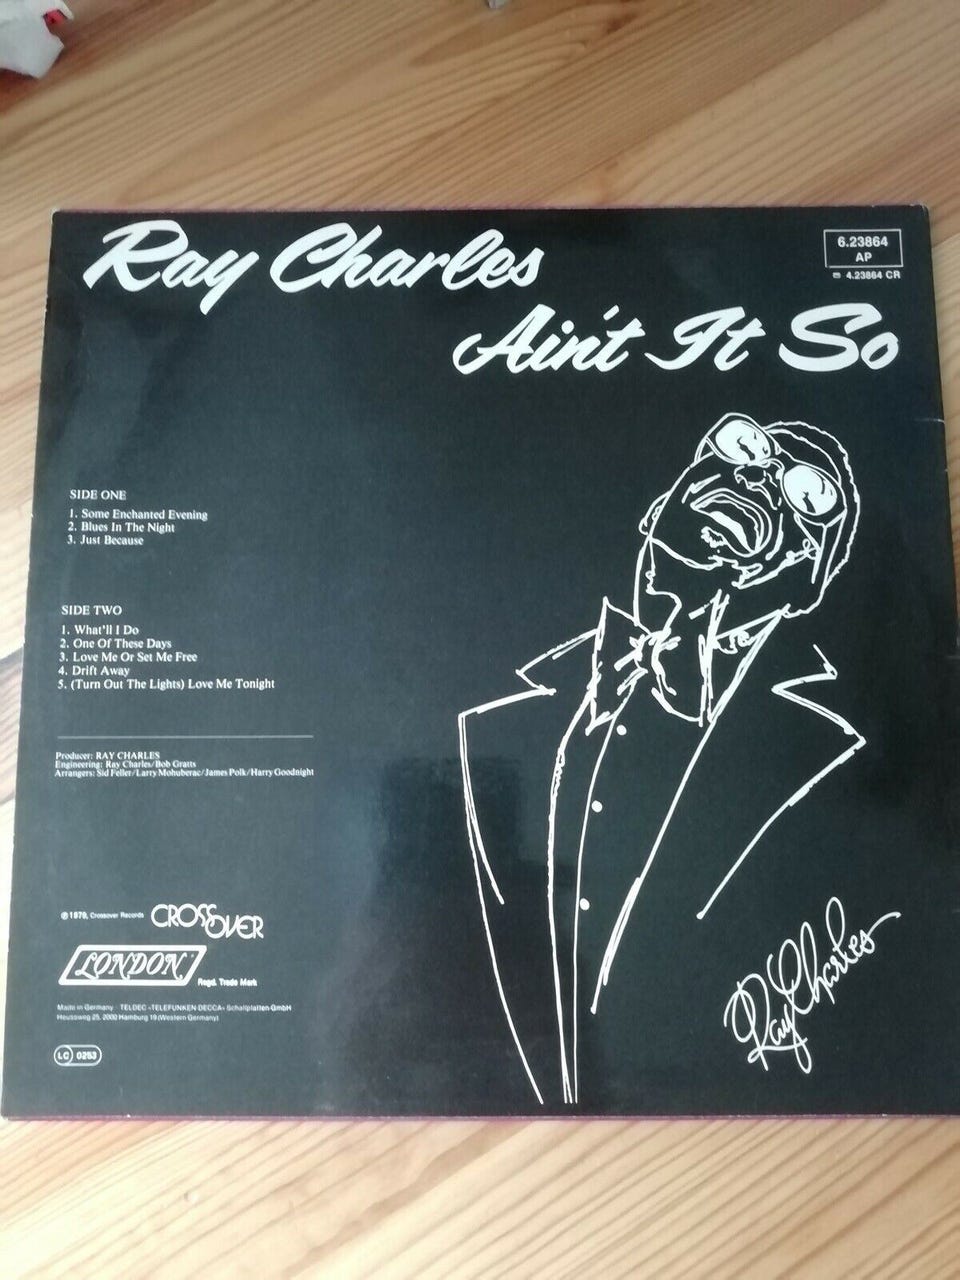 Ray Charles
Ain't It So
6.23864
AP
4.23864 CR
SIDE ONE
1. Some Enchanted Evening
2. Blues In The Night
3. Just Because
SIDE TWO
1. What'll I Do
2. One Of These Days
3. Love Me Or Set Me Free
4. Drift Away
5. (Turn Out The Lights) Love Me Tonight
Producer: RAY CHARLES
Engineering: Ray Charles/Bob Gratts
Arrangers: Sid Feller/Larry Mohuberac/James Polk/Harry Goodnight
℗ 1979, Crossover Records CROSSOVER
LONDON Regd. Trade Mark
Made in Germany · TELDEC »TELEFUNKEN-DECCA« Schallplatten-GmbH
Heussweg 25, 2000 Hamburg 19 (Western Germany)
LC 0253
Ray Charles